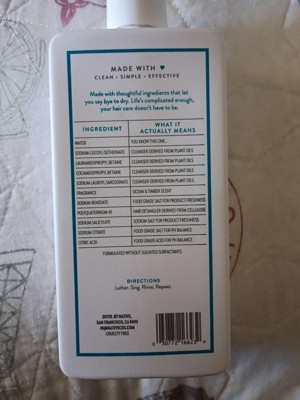 MADE WITH
CLEAN • SIMPLE • EFFECTIVE
Made with thoughtful ingredients that let
you say bye to dry. Life's complicated enough,
your hair care doesn't have to be.
INGREDIENT WHAT IT ACTUALLY MEANS
WATER YOU KNOW THIS ONE...
SODIUM COCOYL ISETHIONATE CLEANSER DERIVED FROM PLANT OILS
LAURAMIDOPROPYL BETAINE CLEANSER DERIVED FROM PLANT OILS
COCAMIDOPROPYL BETAINE CLEANSER DERIVED FROM PLANT OILS
SODIUM LAUROYL SARCOSINATE CLEANSER DERIVED FROM PLANT OILS
FRAGRANCE OCEAN & TIMBER SCENT
SODIUM BENZOATE FOOD GRADE SALT FOR PRODUCT FRESHNESS
POLYQUATERNIUM-10 HAIR DETANGLER DERIVED FROM CELLULOSE
SODIUM SALICYLATE SALT FOR PRODUCT FRESHNESS
SODIUM CITRATE FOOD GRADE SALT FOR PH BALANCE
CITRIC ACID FOOD GRADE ACID FOR PH BALANCE
FORMULATED WITHOUT SULFATED SURFACTANTS.
DIRECTIONS
Lather. Sing. Rinse. Repeat.
DISTR. BY NATIVE,
SAN FRANCISCO, CA 94111
CRUELTY FREE